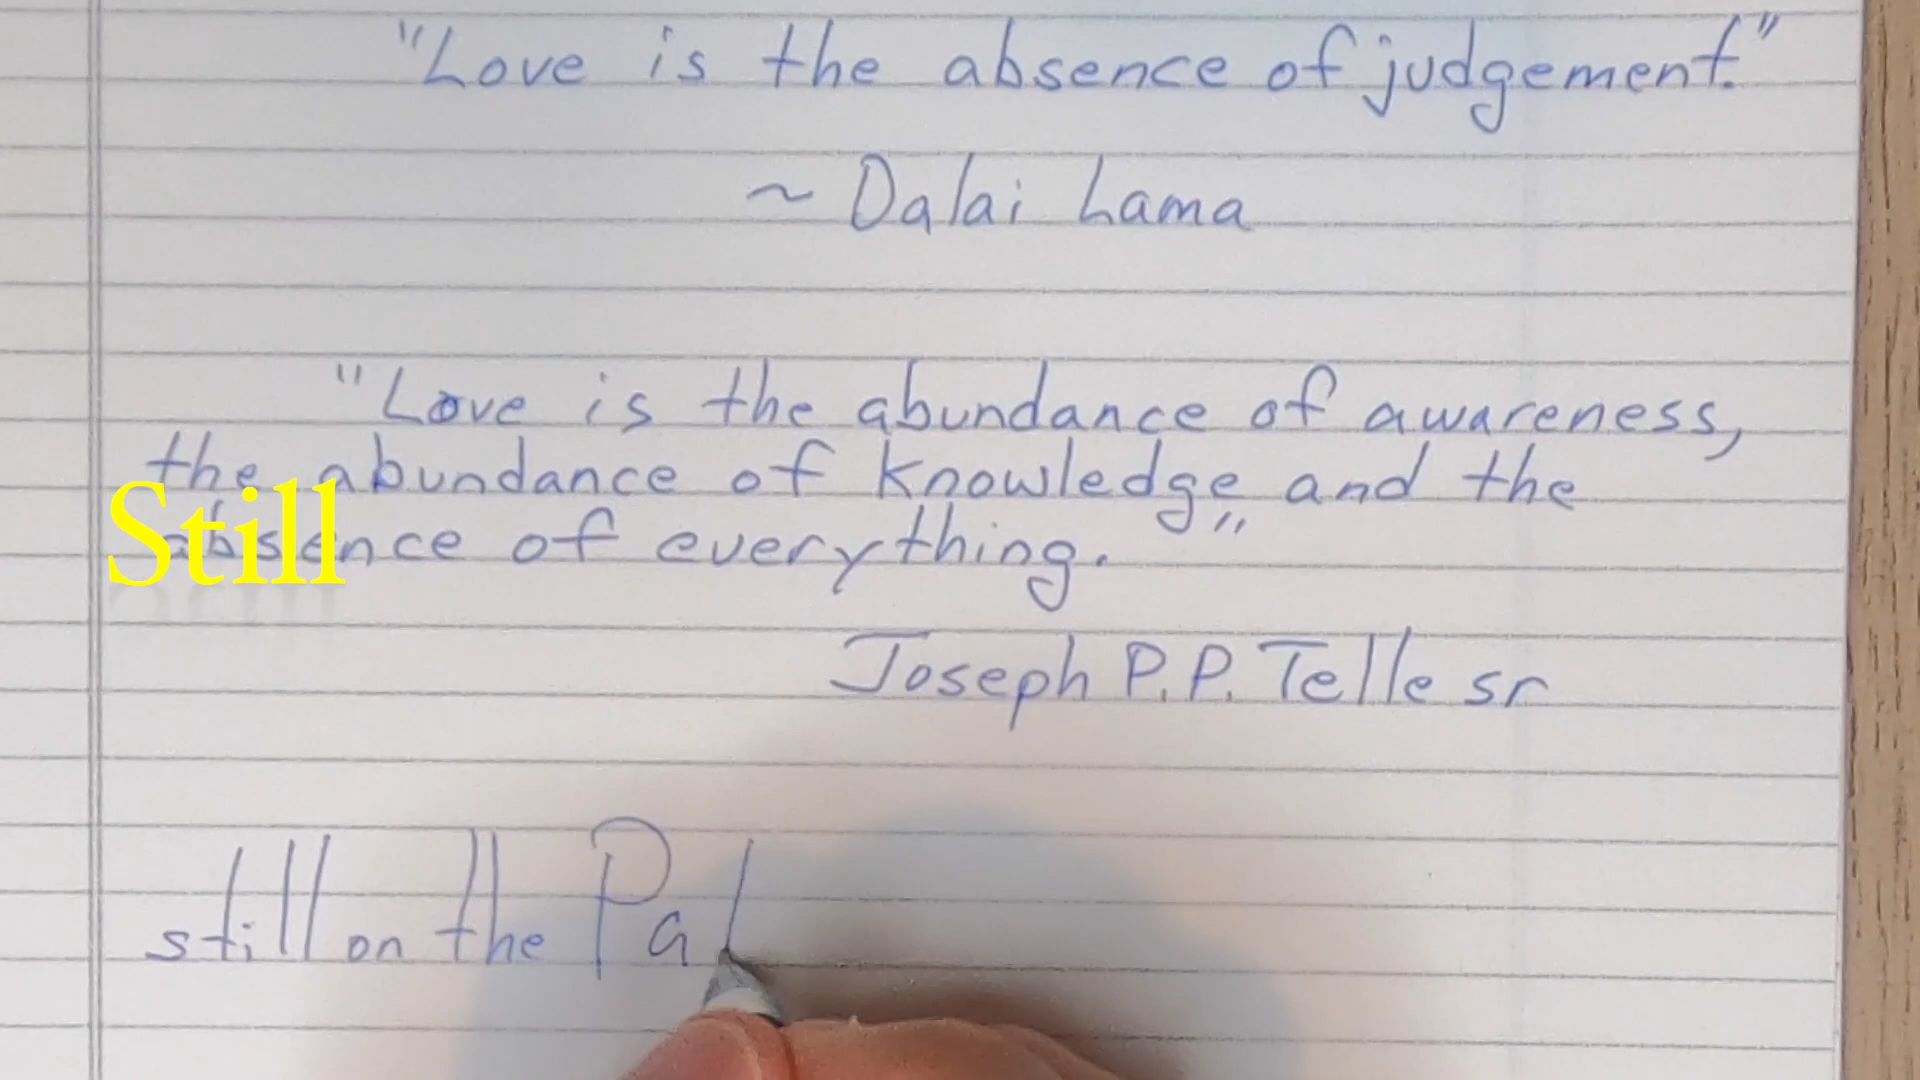 "Love is the absence of judgement."
~ Dalai Lama
"Love is the abundance of awareness,
the abundance of knowledge, and the
absence of everything."
Still
Joseph P.P. Telle sr
still on the